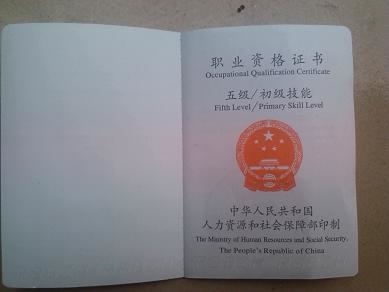 职业资格证书
Occupational Qualification Certificate
五级/初级技能
Fifth Level/Primary Skill Level
中华人民共和国
人力资源和社会保障部印制
The Ministry of Human Resources and Social Security,
The People's Republic of China